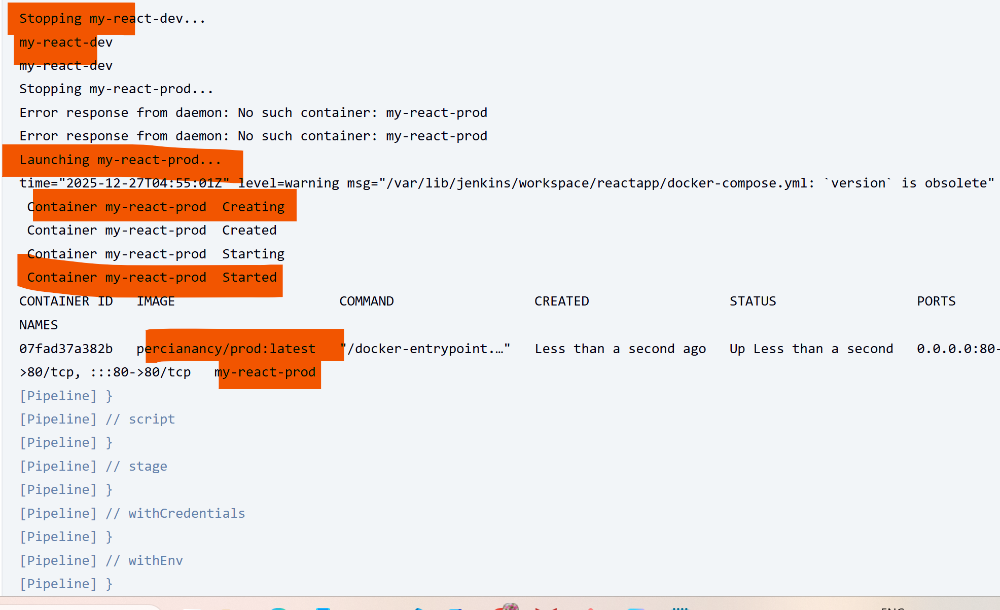 Stopping my-react-dev...
my-react-dev
my-react-dev
Stopping my-react-prod...
Error response from daemon: No such container: my-react-prod
Error response from daemon: No such container: my-react-prod
Launching my-react-prod...
time="2025-12-27T04:55:01Z" level=warning msg="/var/lib/jenkins/workspace/reactapp/docker-compose.yml: `version` is obsolete"
 Container my-react-prod  Creating
 Container my-react-prod  Created
 Container my-react-prod  Starting
 Container my-react-prod  Started
CONTAINER ID   IMAGE                     COMMAND                  CREATED                  STATUS                  PORTS
NAMES
07fad37a382b   percianancy/prod:latest   "/docker-entrypoint.…"   Less than a second ago   Up Less than a second   0.0.0.0:80-
>80/tcp, :::80->80/tcp   my-react-prod
[Pipeline] }
[Pipeline] // script
[Pipeline] }
[Pipeline] // stage
[Pipeline] }
[Pipeline] // withCredentials
[Pipeline] }
[Pipeline] // withEnv
[Pipeline] }